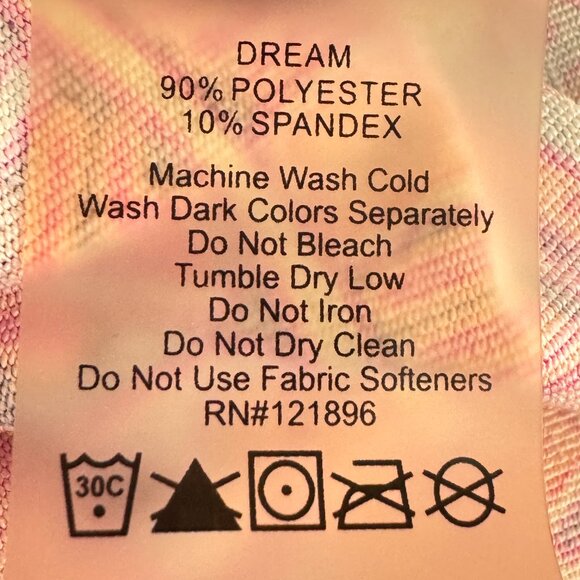 DREAM
90% POLYESTER
10% SPANDEX
Machine Wash Cold
Wash Dark Colors Separately
Do Not Bleach
Tumble Dry Low
Do Not Iron
Do Not Dry Clean
Do Not Use Fabric Softeners
RN#121896
30C